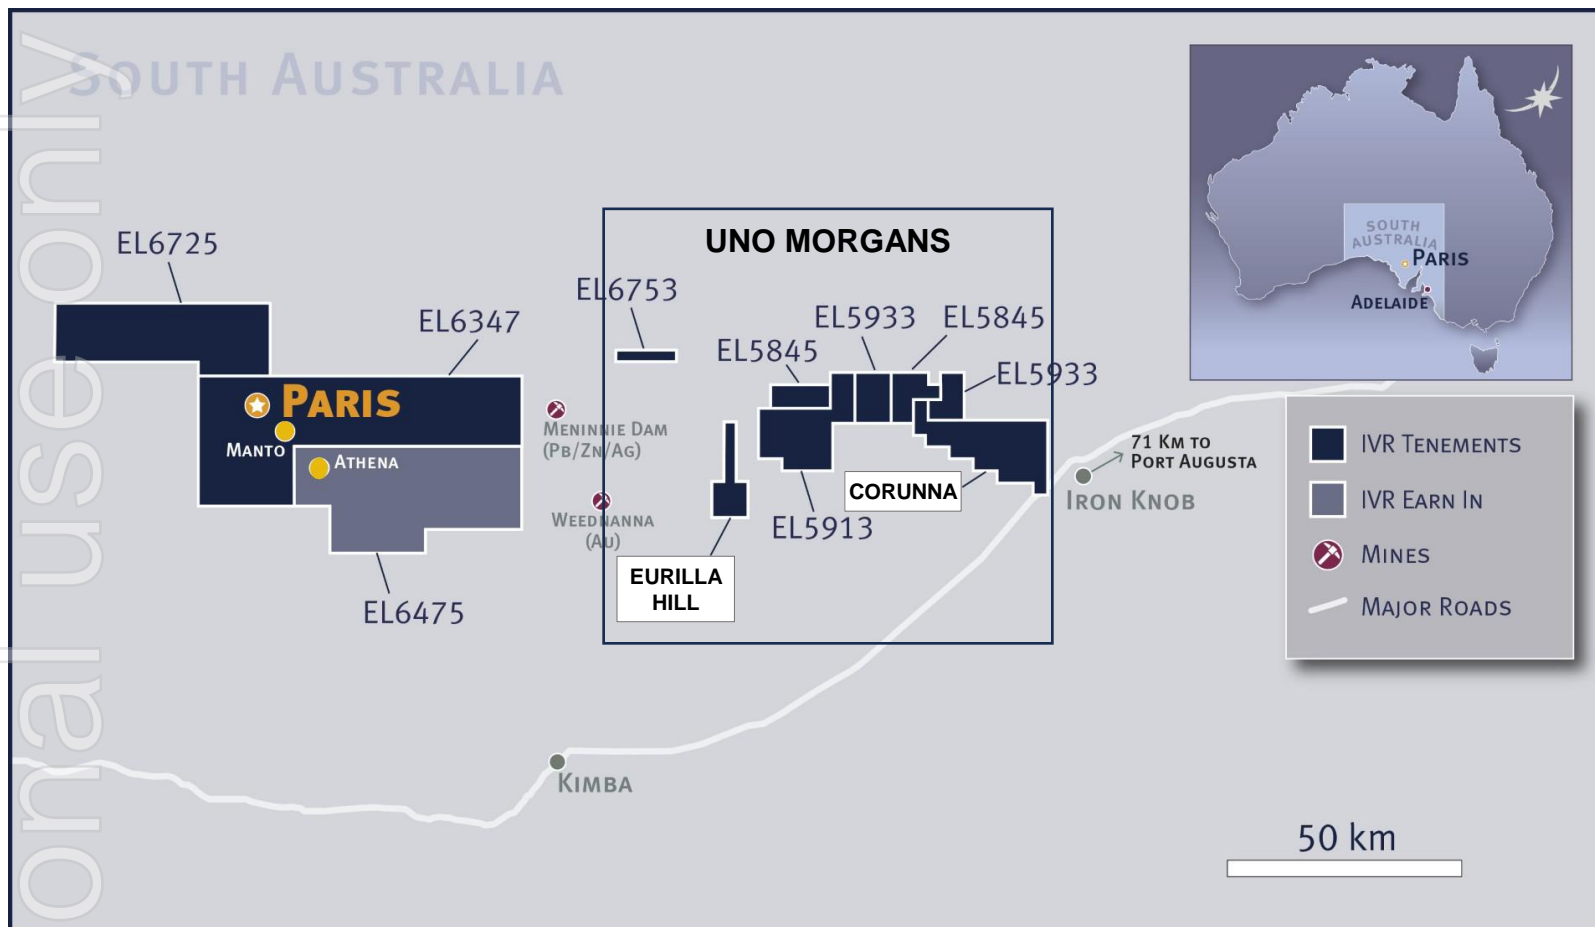 South Australia
UNO MORGANS
EL6725
EL6753
EL6347
EL5933
EL5845
EL5845
EL5933
Paris
Manto
Athena
Meninnie Dam
(Pb/Zn/Ag)
Weednanna
(Au)
CORUNNA
EL5913
EURILLA
HILL
EL6475
71 Km to
Port Augusta
Iron Knob
Kimba
South
Australia
Paris
Adelaide
IVR Tenements
IVR Earn In
Mines
Major Roads
50 km
onal use only